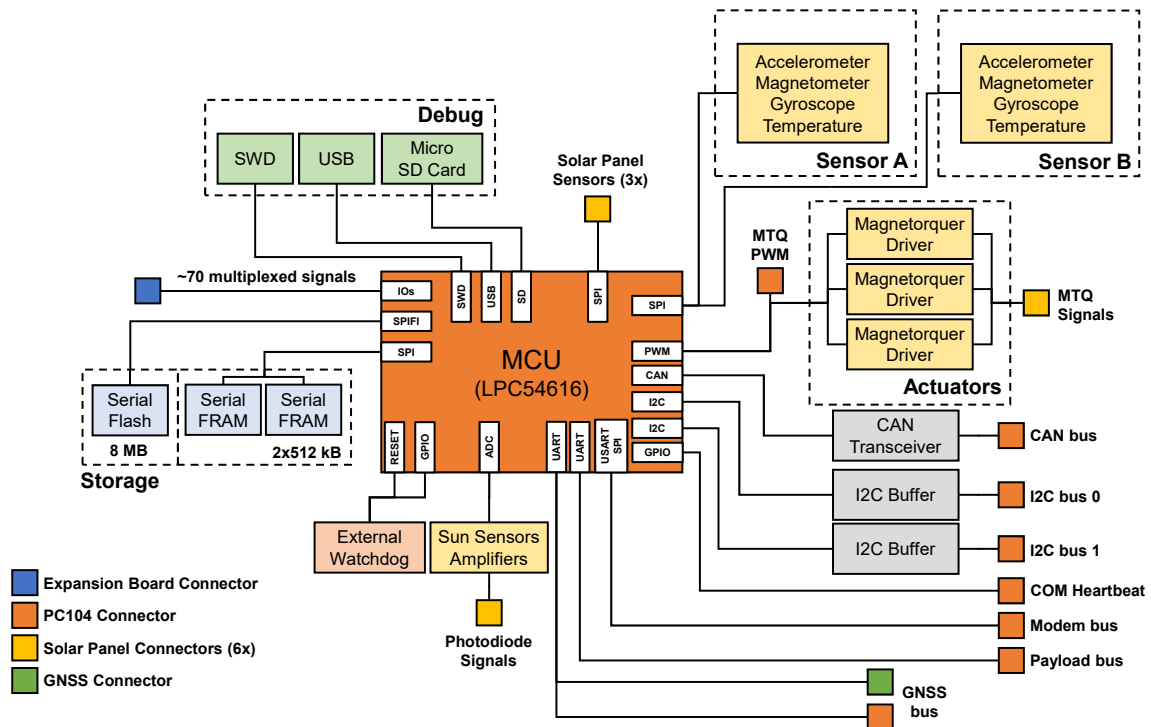 Accelerometer
Magnetometer
Gyroscope
Temperature
Sensor A
Accelerometer
Magnetometer
Gyroscope
Temperature
Sensor B
Debug
SWD
USB
Micro
SD Card
Solar Panel
Sensors (3x)
MTQ
PWM
Magnetorquer
Driver
Magnetorquer
Driver
Magnetorquer
Driver
Actuators
MTQ
Signals
~70 multiplexed signals
IOs
SPIFI
SPI
SWD
USB
SD
SPI
SPI
PWM
CAN
I2C
I2C
GPIO
MCU
(LPC54616)
RESET
GPIO
ADC
UART
UART
USART
SPI
Serial
Flash
8 MB
Serial
FRAM
Serial
FRAM
2x512 kB
Storage
External
Watchdog
Sun Sensors
Amplifiers
Photodiode
Signals
CAN
Transceiver
CAN bus
I2C Buffer
I2C bus 0
I2C Buffer
I2C bus 1
COM Heartbeat
Modem bus
Payload bus
GNSS
bus
Expansion Board Connector
PC104 Connector
Solar Panel Connectors (6x)
GNSS Connector